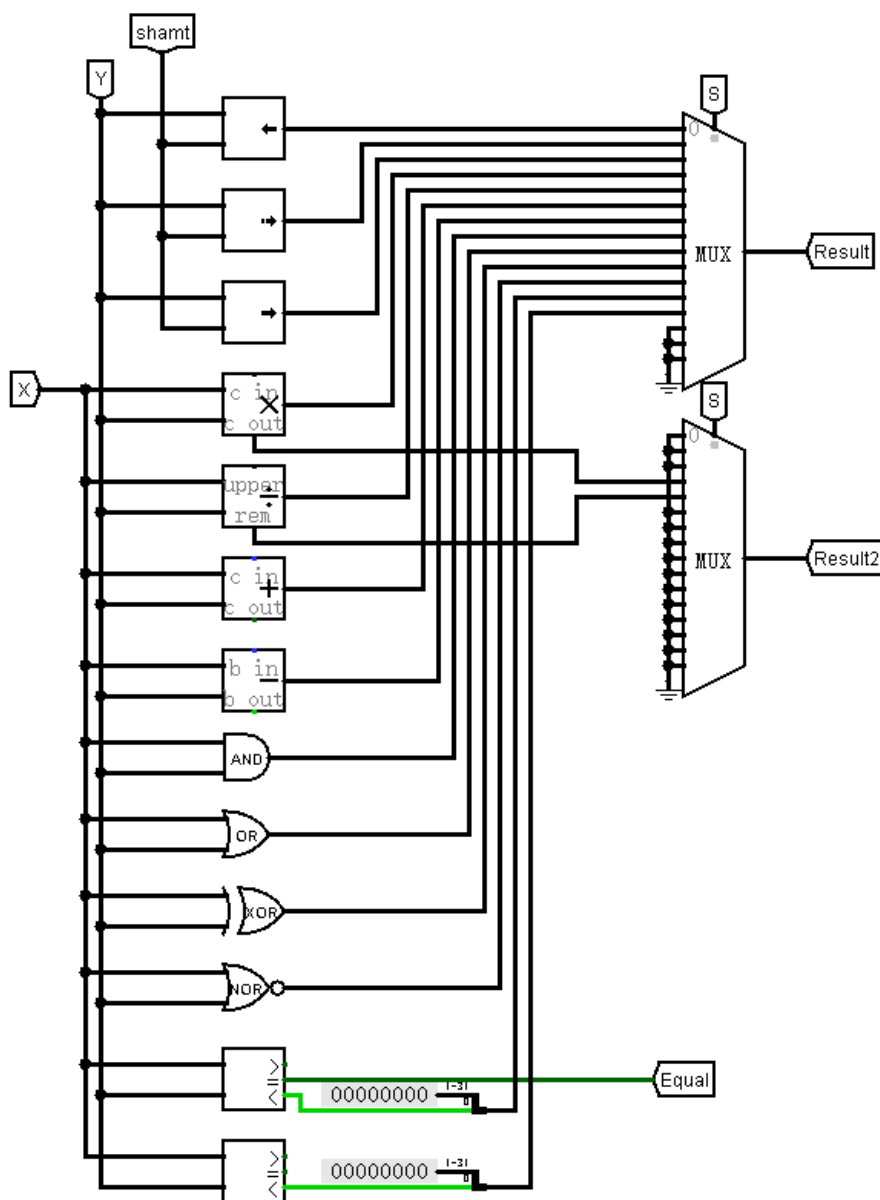 shamt
Y
S
0
MUX
Result
X
c in
×
c out
S
0
upper
÷
rem
MUX
Result2
c in
+
c out
b in
−
b out
AND
OR
XOR
NOR
>
=
<
00000000
1-31
0
Equal
>
=
<
00000000
1-31
0